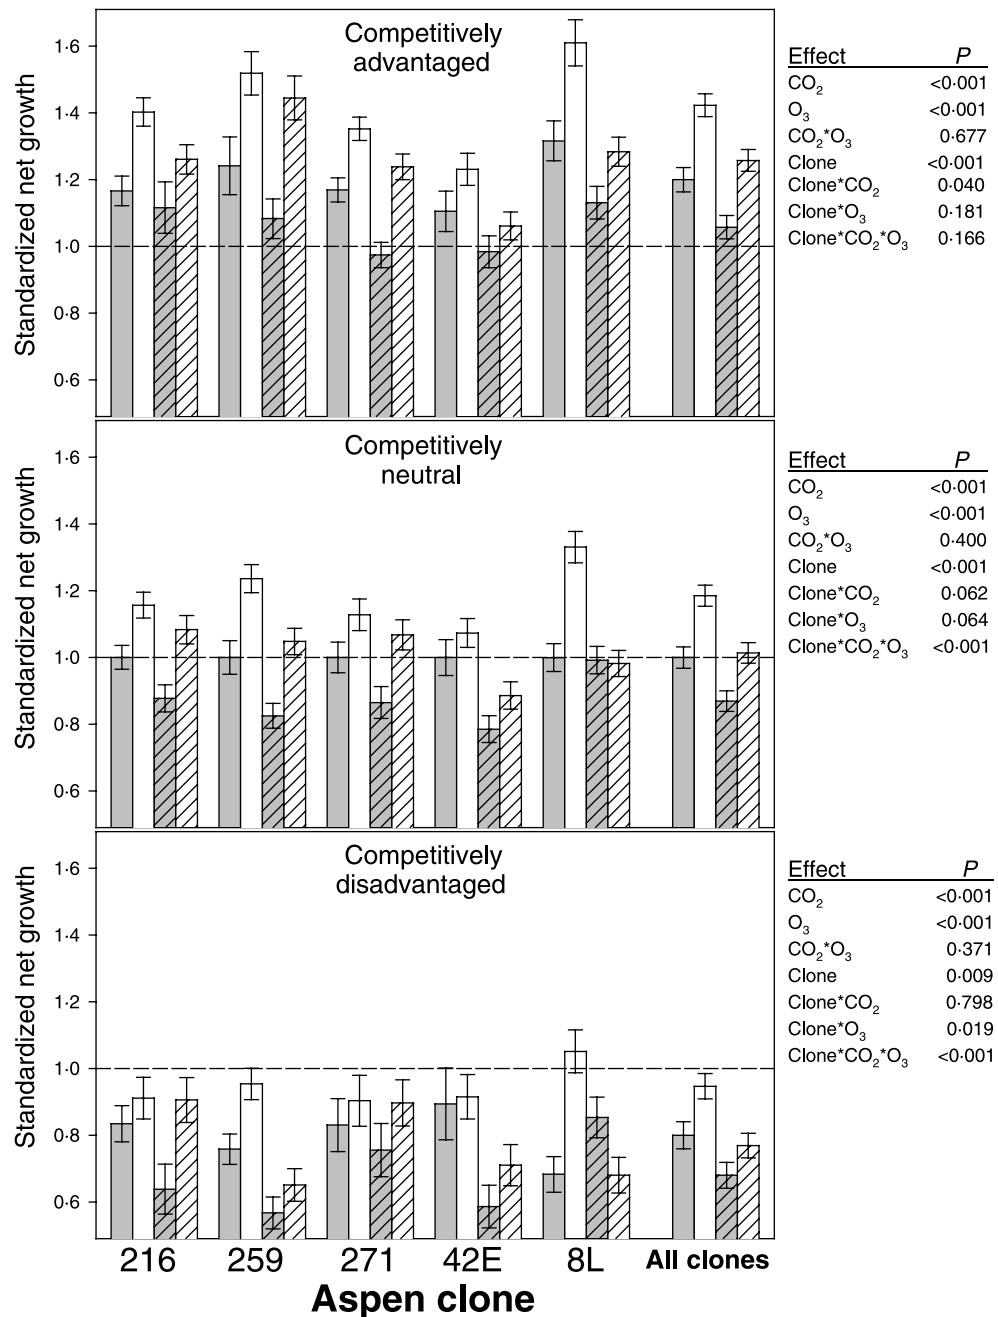 Competitively
advantaged
Standardized net growth
1·6
1·4
1·2
1·0
0·8
0·6
Effect P
CO₂ <0·001
O₃ <0·001
CO₂*O₃ 0·677
Clone <0·001
Clone*CO₂ 0·040
Clone*O₃ 0·181
Clone*CO₂*O₃ 0·166
Competitively
neutral
Standardized net growth
1·6
1·4
1·2
1·0
0·8
0·6
Effect P
CO₂ <0·001
O₃ <0·001
CO₂*O₃ 0·400
Clone <0·001
Clone*CO₂ 0·062
Clone*O₃ 0·064
Clone*CO₂*O₃ <0·001
Competitively
disadvantaged
Standardized net growth
1·6
1·4
1·2
1·0
0·8
0·6
Effect P
CO₂ <0·001
O₃ <0·001
CO₂*O₃ 0·371
Clone 0·009
Clone*CO₂ 0·798
Clone*O₃ 0·019
Clone*CO₂*O₃ <0·001
216 259 271 42E 8L All clones
Aspen clone